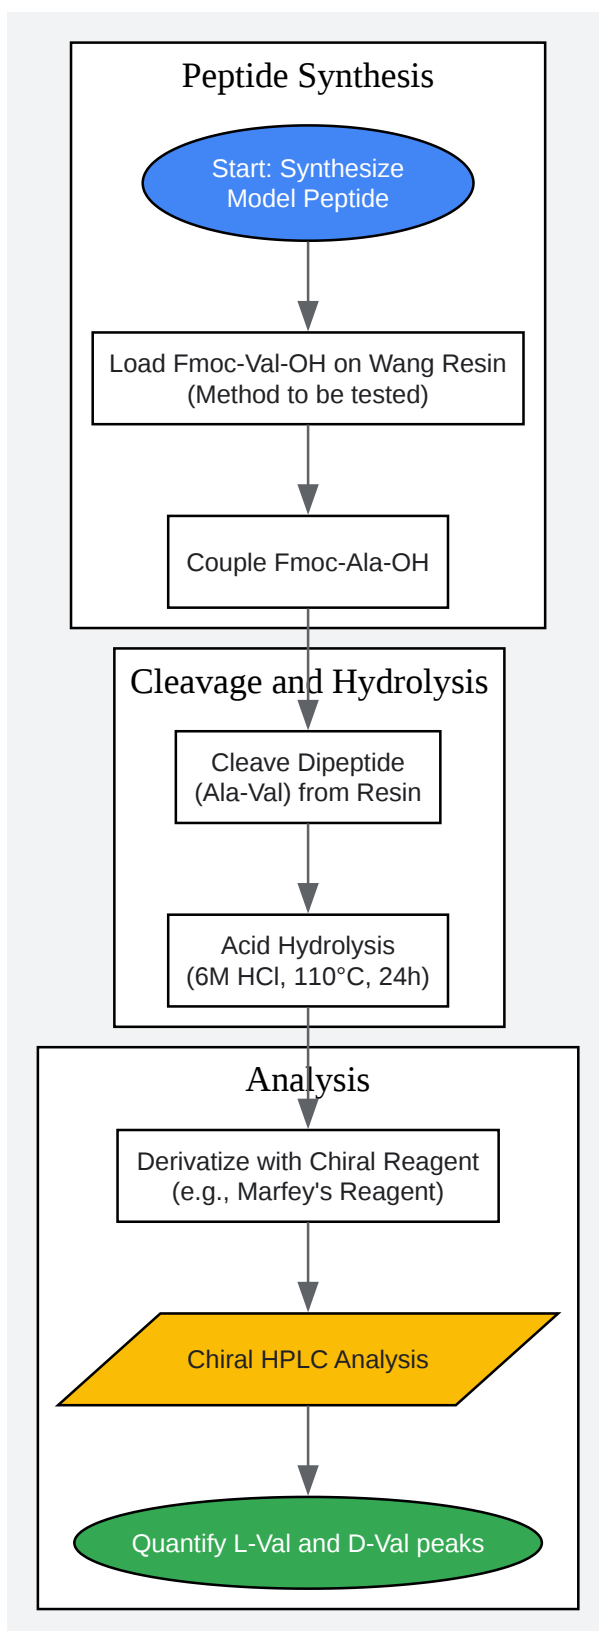 Peptide Synthesis
Start: Synthesize
Model Peptide
Load Fmoc-Val-OH on Wang Resin
(Method to be tested)
Couple Fmoc-Ala-OH
Cleavage and Hydrolysis
Cleave Dipeptide
(Ala-Val) from Resin
Acid Hydrolysis
(6M HCl, 110°C, 24h)
Analysis
Derivatize with Chiral Reagent
(e.g., Marfey's Reagent)
Chiral HPLC Analysis
Quantify L-Val and D-Val peaks